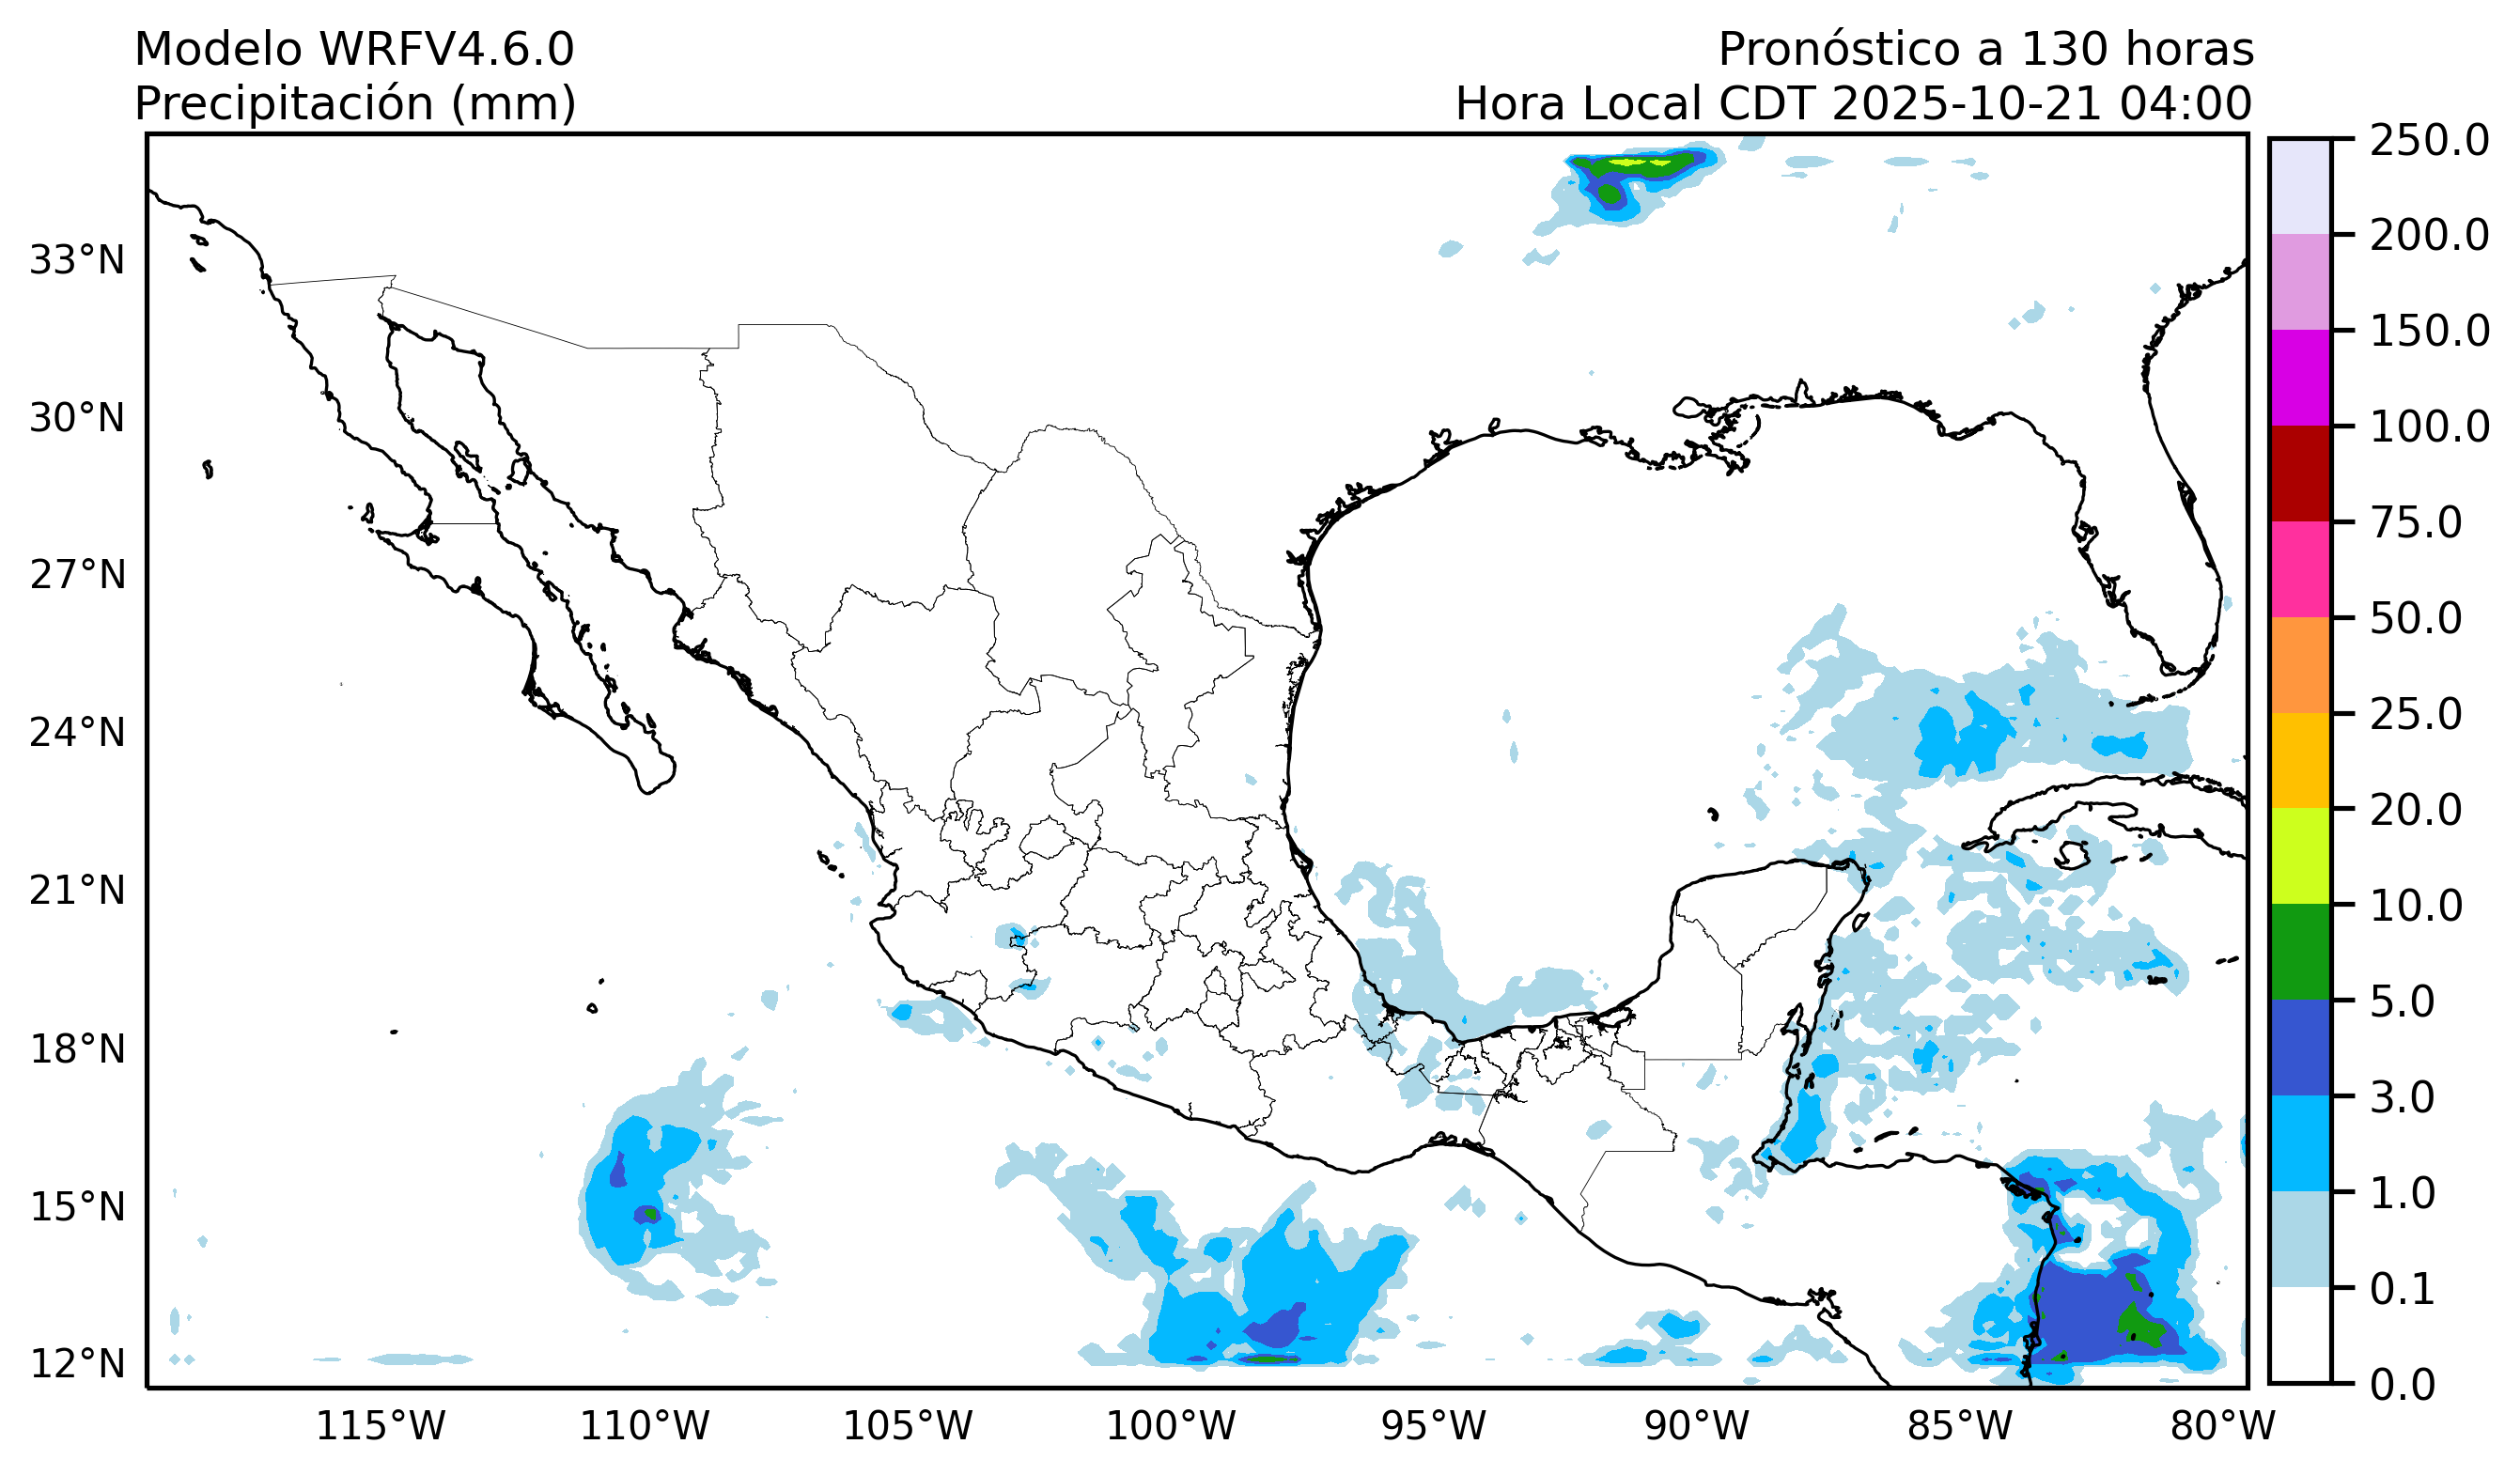 Modelo WRFV4.6.0
Precipitación (mm)
Pronóstico a 130 horas
Hora Local CDT 2025-10-21 04:00
33°N
30°N
27°N
24°N
21°N
18°N
15°N
12°N
115°W
110°W
105°W
100°W
95°W
90°W
85°W
80°W
250.0
200.0
150.0
100.0
75.0
50.0
25.0
20.0
10.0
5.0
3.0
1.0
0.1
0.0